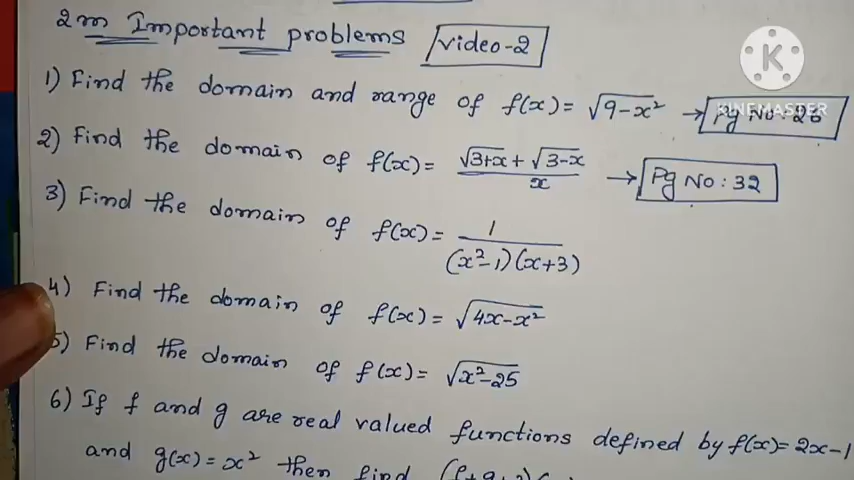 2m Important problems video-2
1) Find the domain and range of f(x) = √9-x² → Pg No: 26
2) Find the domain of f(x) = √3+x + √3-x / x → Pg No: 32
3) Find the domain of f(x) = 1 / (x²-1)(x+3)
4) Find the domain of f(x) = √4x-x²
5) Find the domain of f(x) = √x²-25
6) If f and g are real valued functions defined by f(x) = 2x-1
and g(x) = x² then find
KINEMASTER